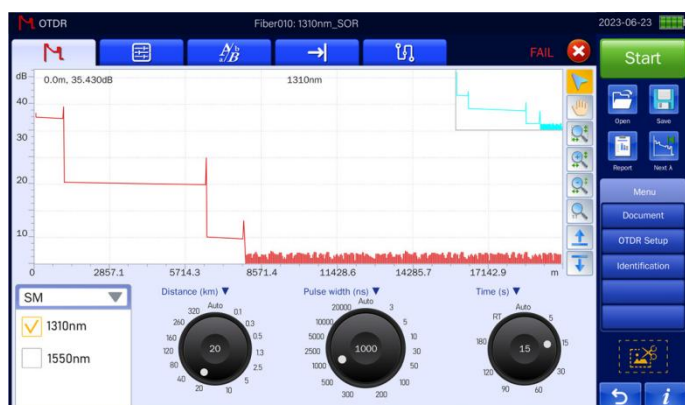 OTDR
Fiber010: 1310nm_SOR
2023-06-23
A/B
FAIL
Start
dB
0.0m, 35.430dB
1310nm
40
30
20
10
0
2857.1
5714.3
8571.4
11428.6
14285.7
17142.9
m
Open
Save
Report
Next λ
Menu
Document
OTDR Setup
Identification
SM
1310nm
1550nm
Distance (km)
Auto
0.1
0.3
0.5
1.3
2.5
5
10
20
40
80
120
160
260
320
20
Pulse width (ns)
Auto
3
5
10
30
50
100
200
300
500
1000
2500
5000
10000
20000
1000
Time (s)
Auto
5
15
30
60
90
120
180
RT
15
i